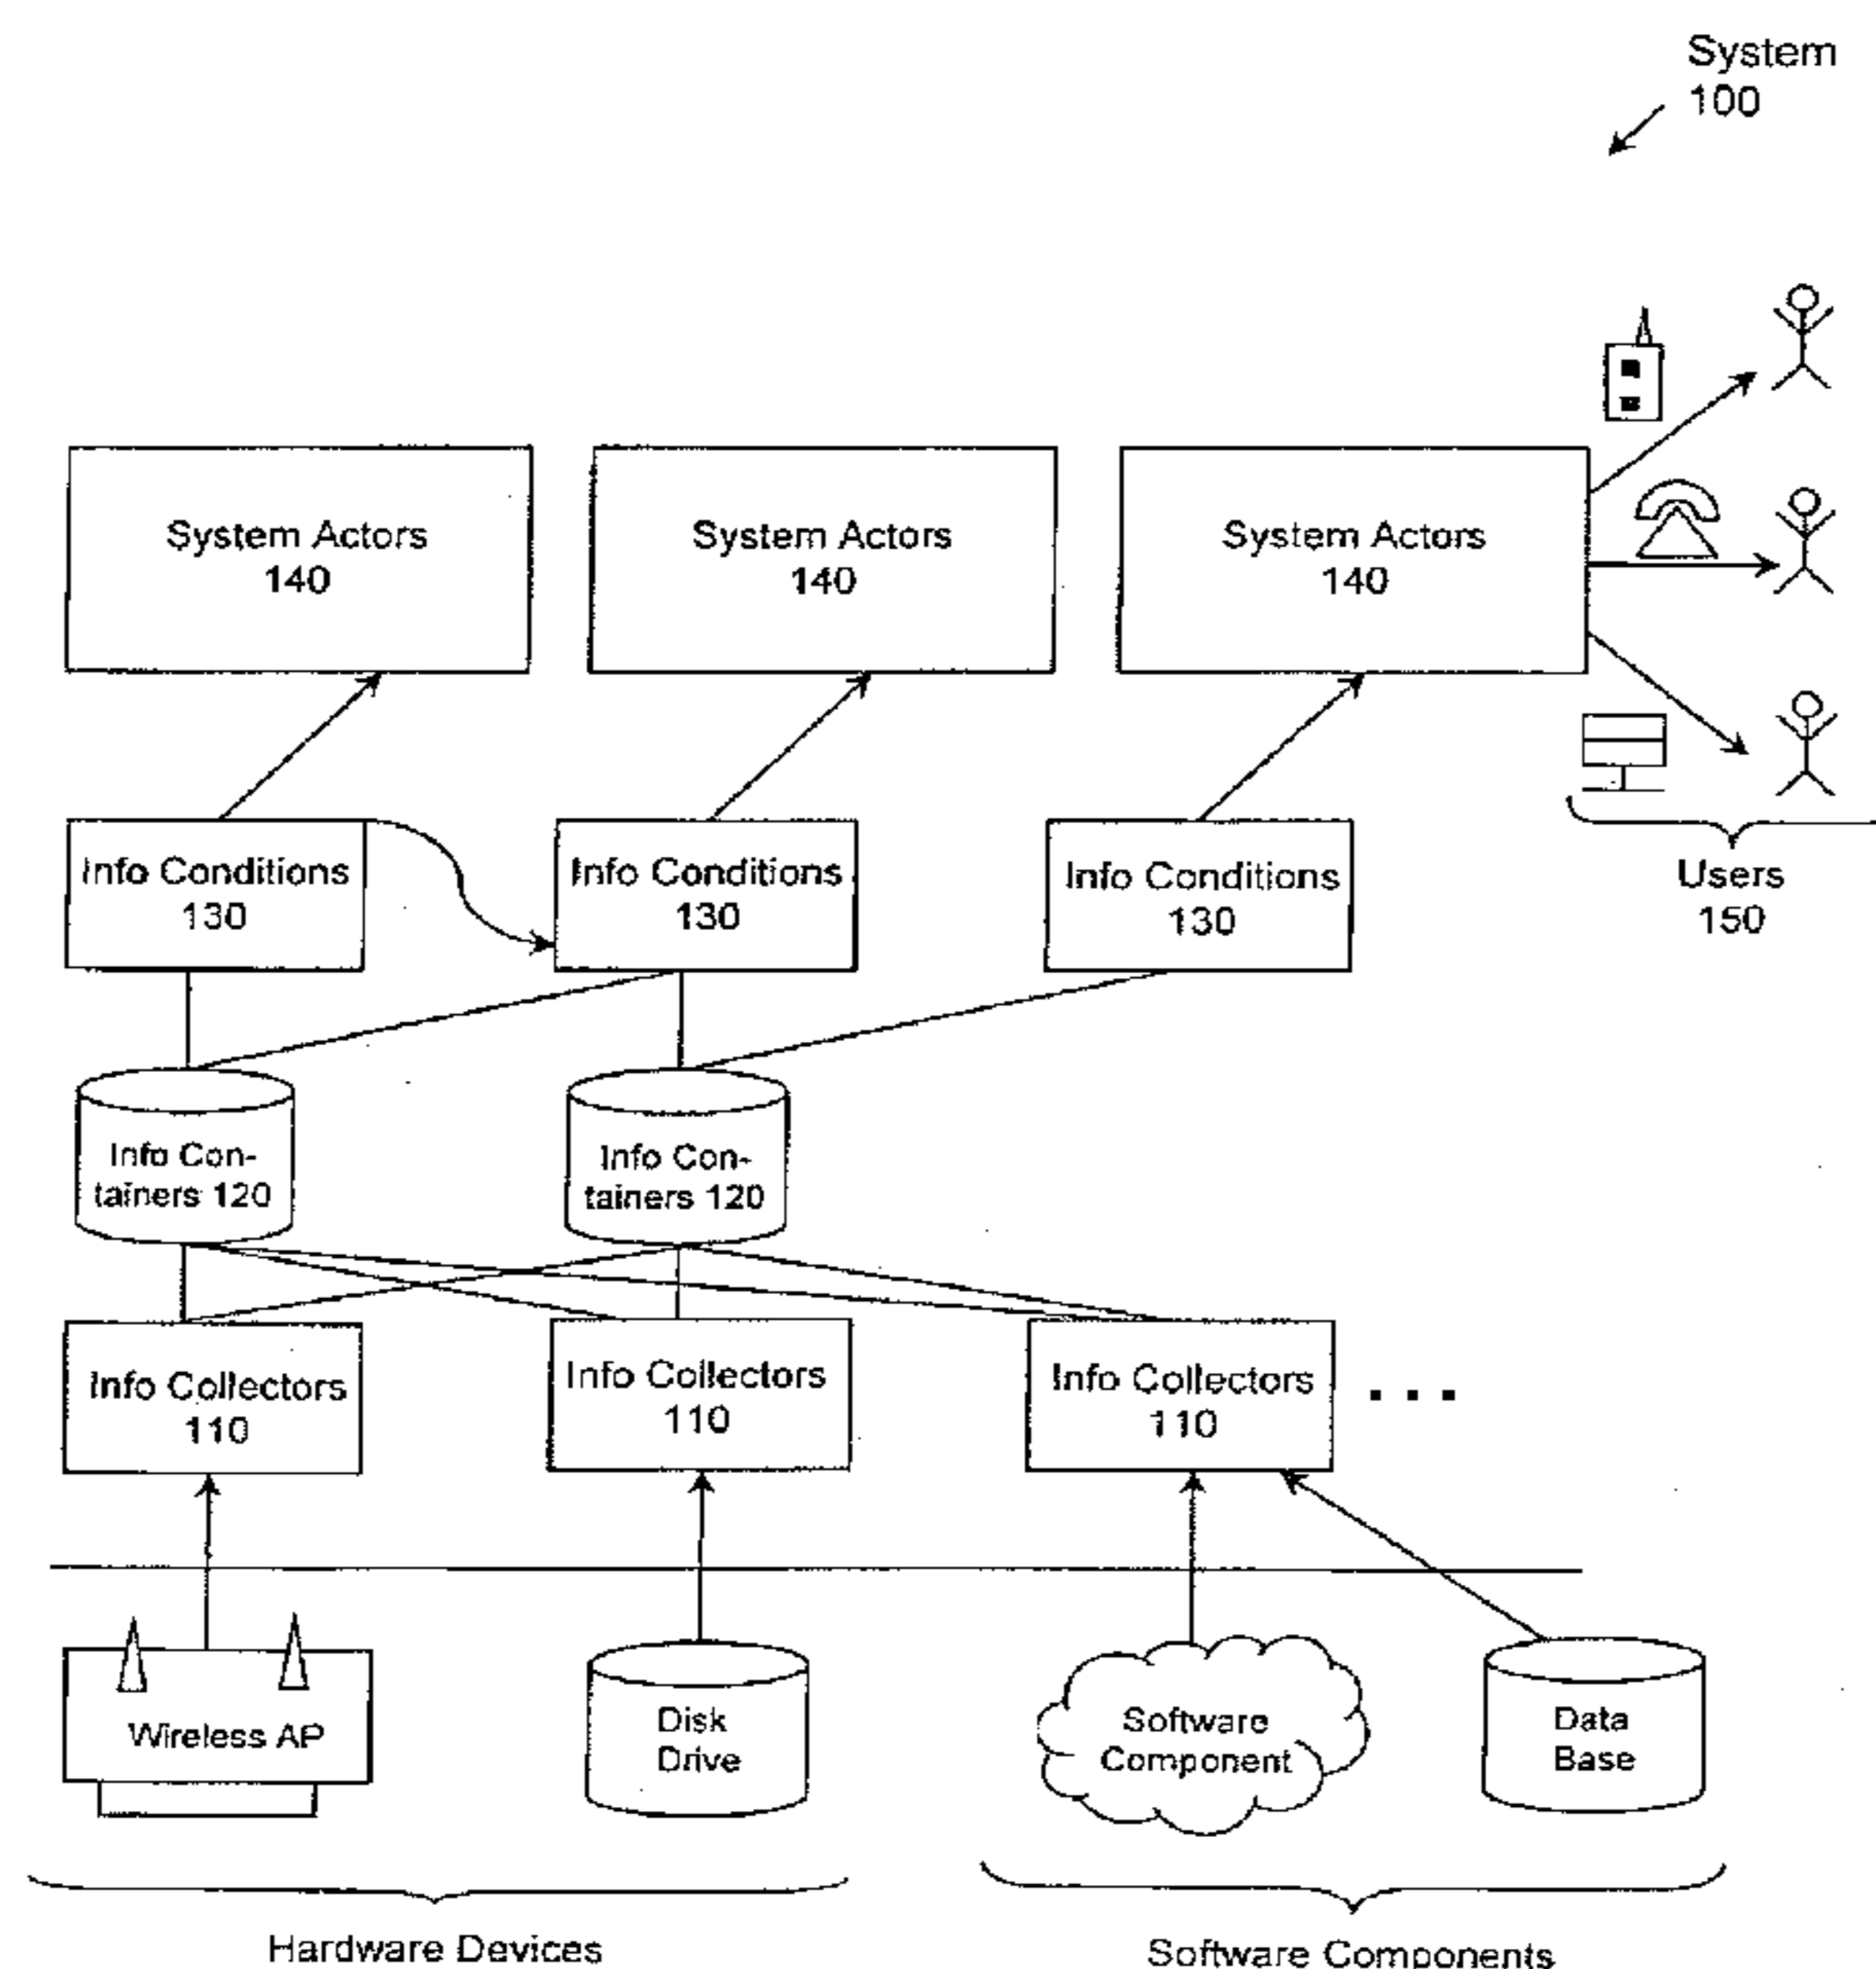 System
100
System Actors
140
System Actors
140
System Actors
140
Info Conditions
130
Info Conditions
130
Info Conditions
130
Users
150
Info Con-
tainers 120
Info Con-
tainers 120
Info Collectors
110
Info Collectors
110
Info Collectors
110
. . .
Wireless AP
Disk
Drive
Software
Component
Data
Base
Hardware Devices
Software Components